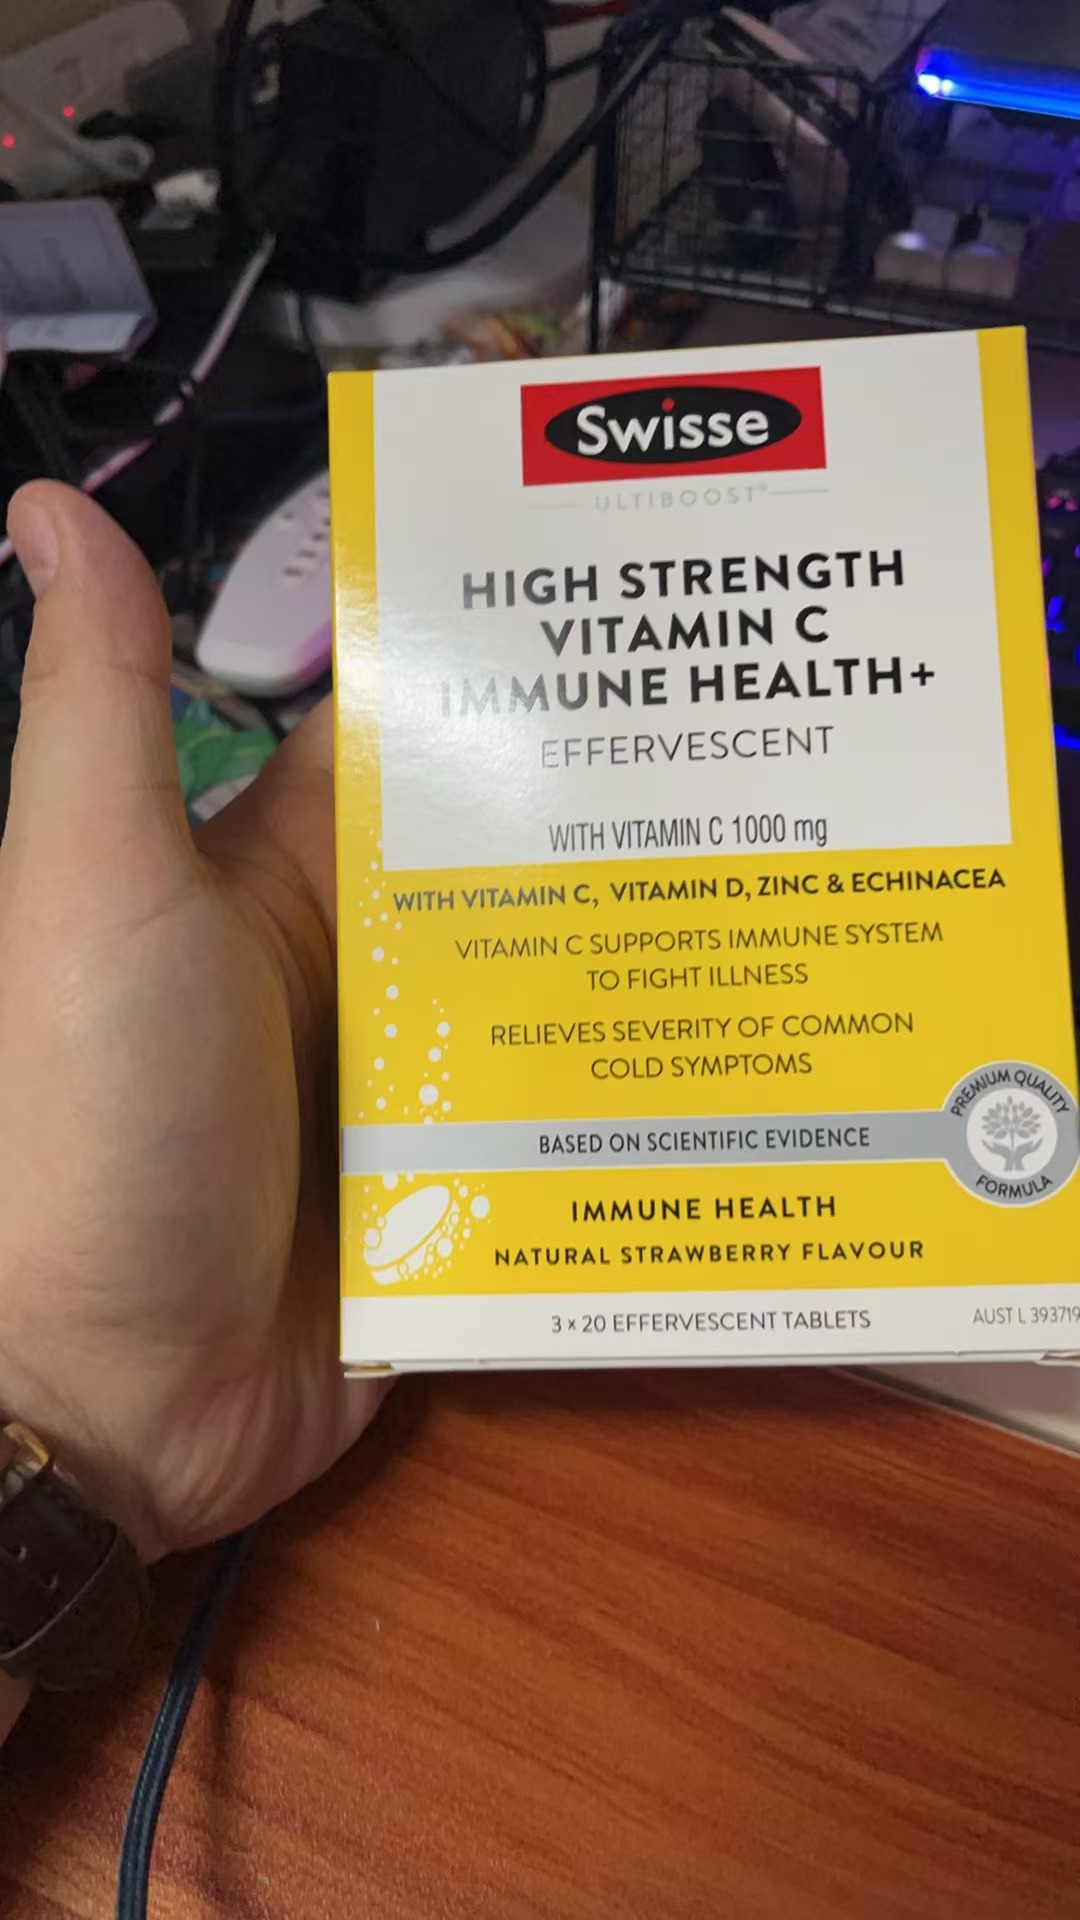 Swisse
ULTIBOOST®
HIGH STRENGTH
VITAMIN C
IMMUNE HEALTH+
EFFERVESCENT
WITH VITAMIN C 1000 mg
WITH VITAMIN C, VITAMIN D, ZINC & ECHINACEA
VITAMIN C SUPPORTS IMMUNE SYSTEM
TO FIGHT ILLNESS
RELIEVES SEVERITY OF COMMON
COLD SYMPTOMS
PREMIUM QUALITY
FORMULA
BASED ON SCIENTIFIC EVIDENCE
IMMUNE HEALTH
NATURAL STRAWBERRY FLAVOUR
3 × 20 EFFERVESCENT TABLETS
AUST L 393719